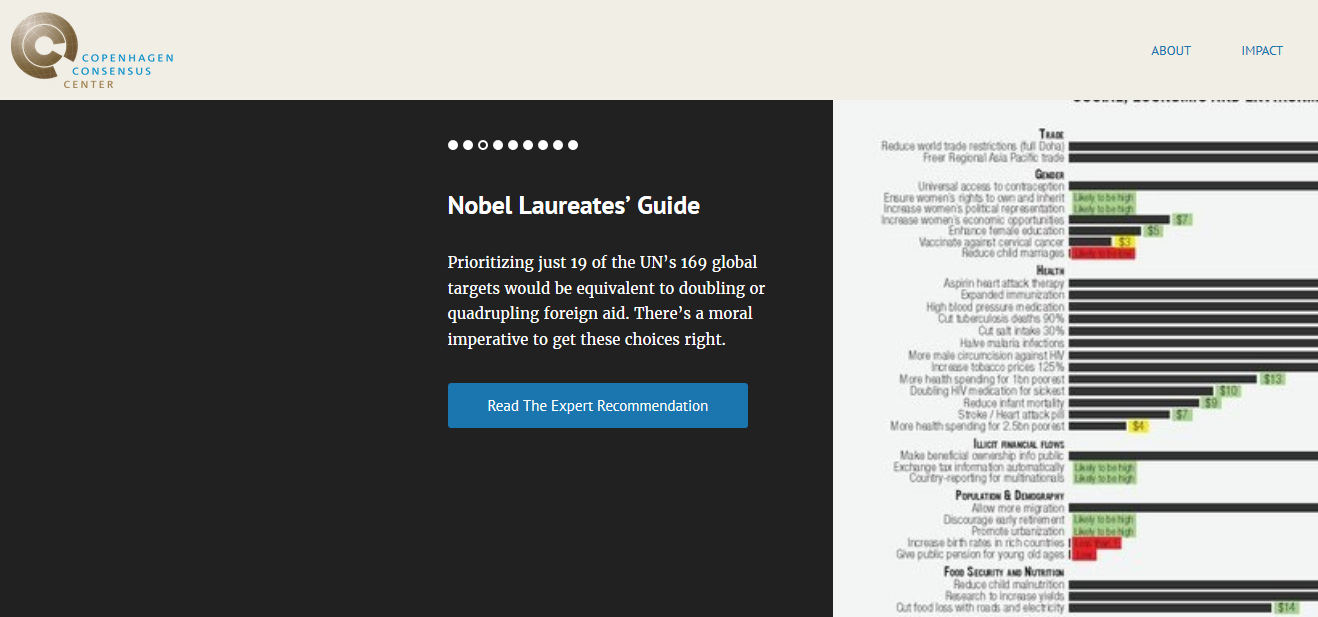 COPENHAGEN
CONSENSUS
CENTER
ABOUT
IMPACT
Nobel Laureates’ Guide
Prioritizing just 19 of the UN’s 169 global
targets would be equivalent to doubling or
quadrupling foreign aid. There’s a moral
imperative to get these choices right.
Read The Expert Recommendation
TRADE
Reduce world trade restrictions (full Doha)
Freer Regional Asia Pacific trade
GENDER
Universal access to contraception
Ensure women's rights to own and inherit Likely to be high
Increase women's political representation Likely to be high
Increase women's economic opportunities $7
Enhance female education $5
Vaccinate against cervical cancer $3
Reduce child marriages Likely to be low
HEALTH
Aspirin heart attack therapy
Expanded immunization
High blood pressure medication
Cut tuberculosis deaths 90%
Cut salt intake 30%
Halve malaria infections
More male circumcision against HIV
Increase tobacco prices 125%
More health spending for 1bn poorest $13
Doubling HIV medication for sickest $10
Reduce infant mortality $9
Stroke / Heart attack pill $7
More health spending for 2.5bn poorest $4
ILLICIT FINANCIAL FLOWS
Make beneficial ownership info public
Exchange tax information automatically Likely to be high
Country-reporting for multinationals Likely to be high
POPULATION & DEMOGRAPHY
Allow more migration
Discourage early retirement Likely to be high
Promote urbanization Likely to be high
Increase birth rates in rich countries Less than 1
Give public pension for young old ages Low
FOOD SECURITY AND NUTRITION
Reduce child malnutrition
Research to increase yields
Cut food loss with roads and electricity $14